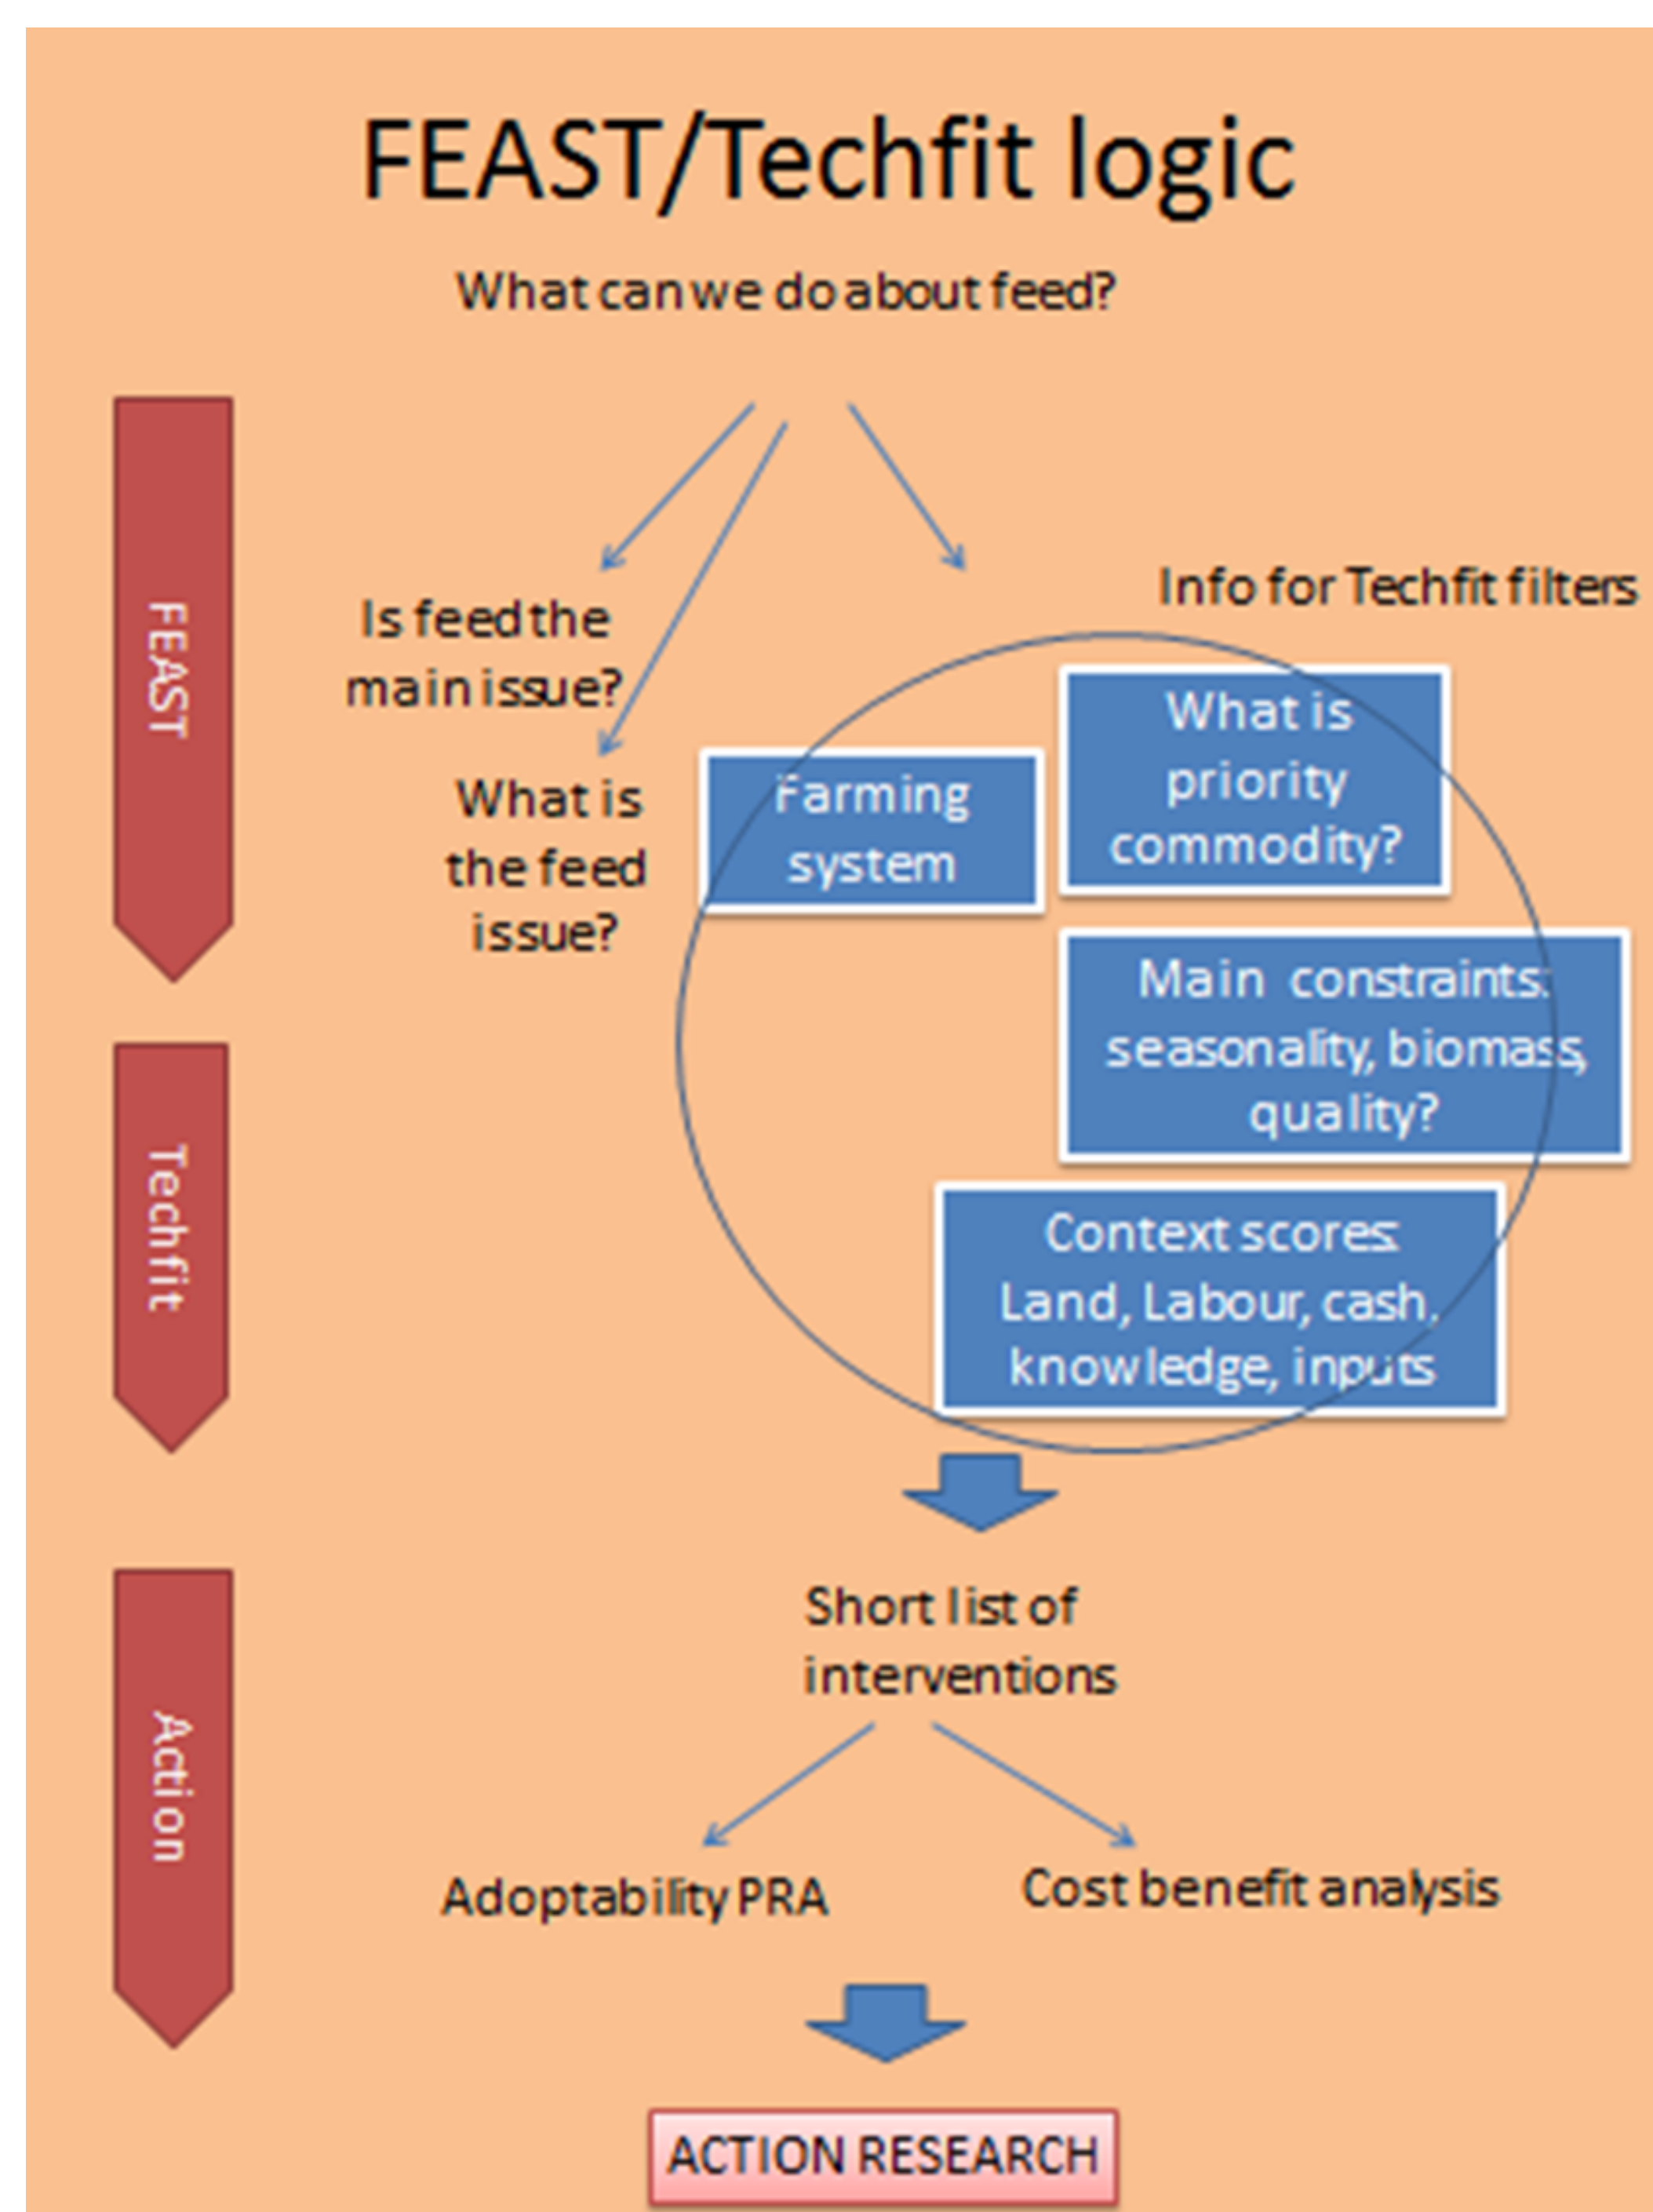 FEAST/Techfit logic
What can we do about feed?
FEAST
Is feed the
main issue?
What is
the feed
issue?
Info for Techfit filters
Farming
system
What is
priority
commodity?
Main constraints:
seasonality, biomass,
quality?
Techfit
Context scores:
Land, Labour, cash,
knowledge, inputs
Action
Short list of
interventions
Adoptability PRA
Cost benefit analysis
ACTION RESEARCH